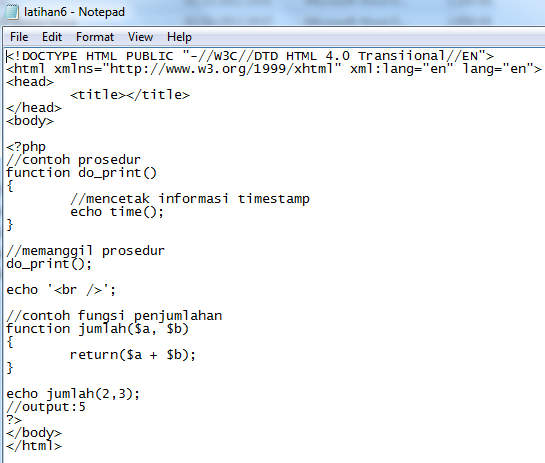 latihan6 - Notepad
File Edit Format View Help
<!DOCTYPE HTML PUBLIC "-//W3C//DTD HTML 4.0 Transiional//EN">
<html xmlns="http://www.w3.org/1999/xhtml" xml:lang="en" lang="en">
<head>
        <title></title>
</head>
<body>

<?php
//contoh prosedur
function do_print()
{
        //mencetak informasi timestamp
        echo time();
}

//memanggil prosedur
do_print();

echo '<br />';

//contoh fungsi penjumlahan
function jumlah($a, $b)
{
        return($a + $b);
}

echo jumlah(2,3);
//output:5
?>
</body>
</html>